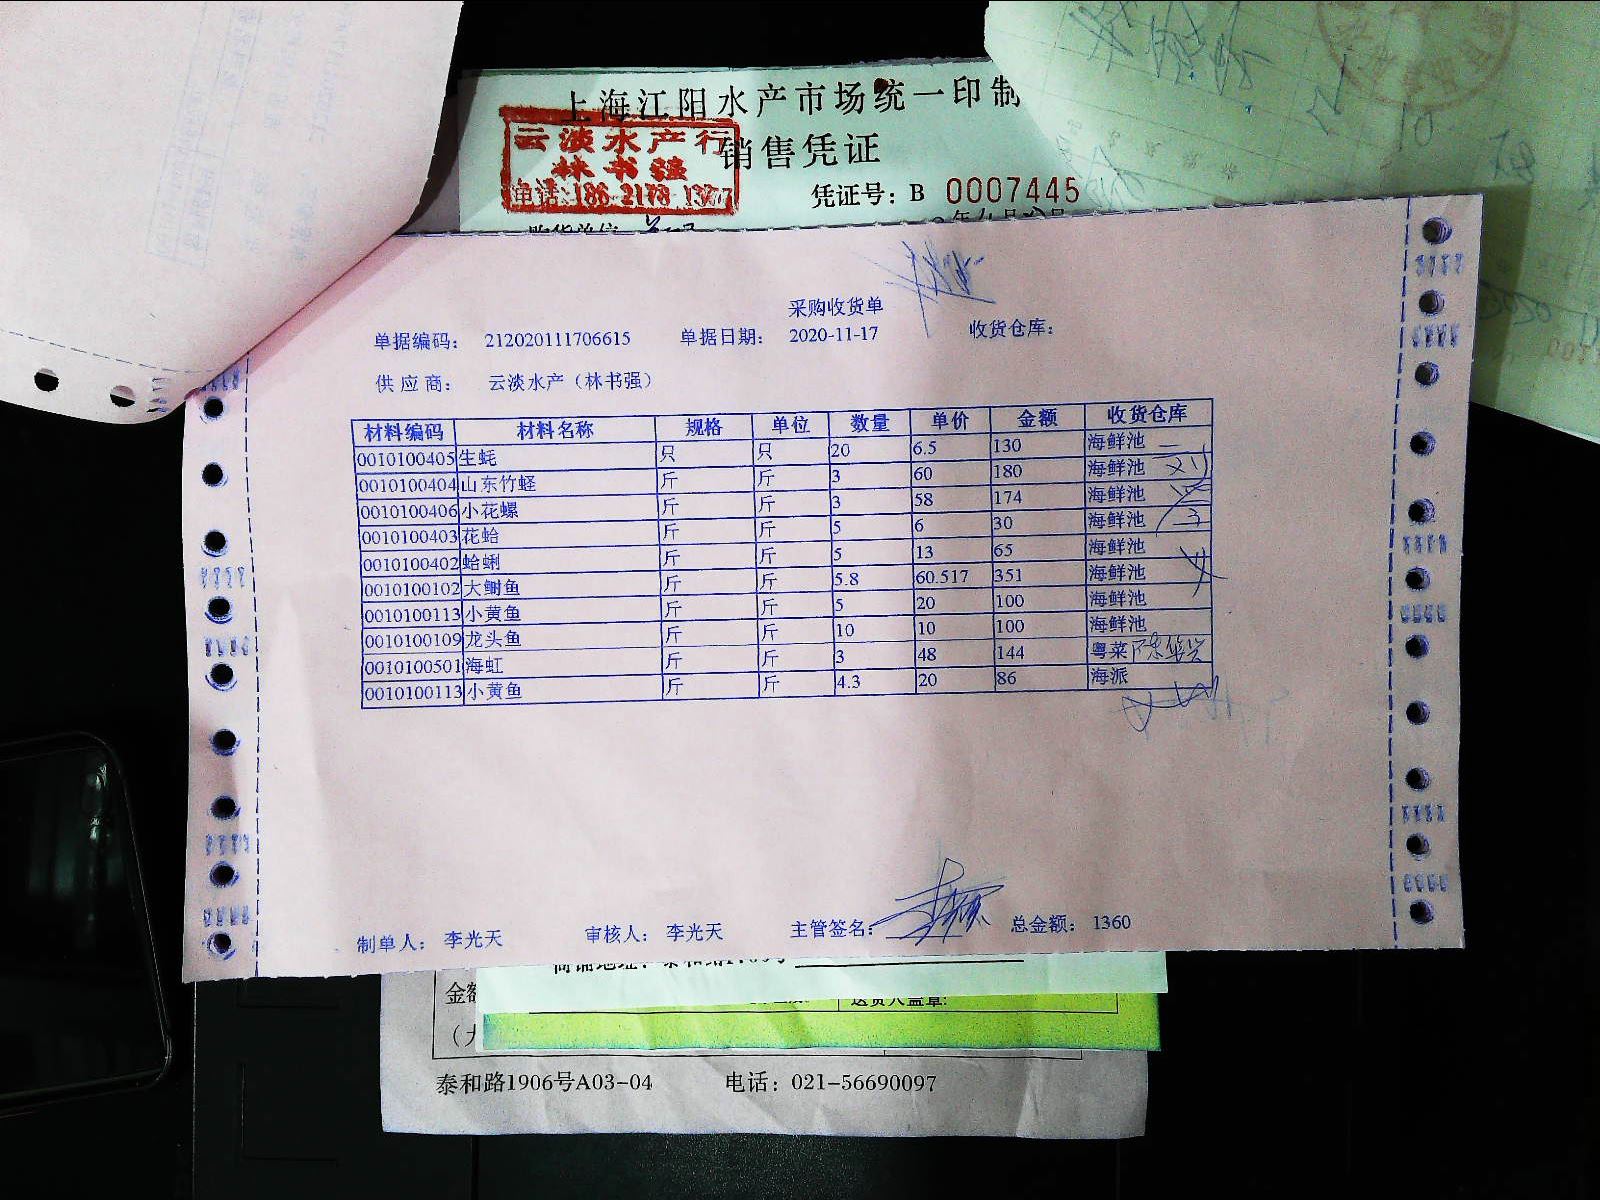 上海江阳水产市场统一印制
云淡水产行
销售凭证
林书强
凭证号：B 0007445
采购收货单
单据编码： 212020111706615 单据日期： 2020-11-17 收货仓库：
供应商： 云淡水产（林书强）
材料编码 材料名称 规格 单位 数量 单价 金额 收货仓库
0010100405 生蚝 只 只 20 6.5 130 海鲜池
0010100404 山东竹蛏 斤 斤 3 60 180 海鲜池
0010100406 小花螺 斤 斤 3 58 174 海鲜池
0010100403 花蛤 斤 斤 5 6 30 海鲜池
0010100402 蛤蜊 斤 斤 5 13 65 海鲜池
0010100102 大鲥鱼 斤 斤 5.8 60.517 351 海鲜池
0010100113 小黄鱼 斤 斤 5 20 100 海鲜池
0010100109 龙头鱼 斤 斤 10 10 100 海鲜池
0010100501 海虹 斤 斤 3 48 144 粤菜
0010100113 小黄鱼 斤 斤 4.3 20 86 海派
制单人： 李光天 审核人： 李光天 主管签名： 总金额： 1360
泰和路1906号A03-04 电话：021-56690097